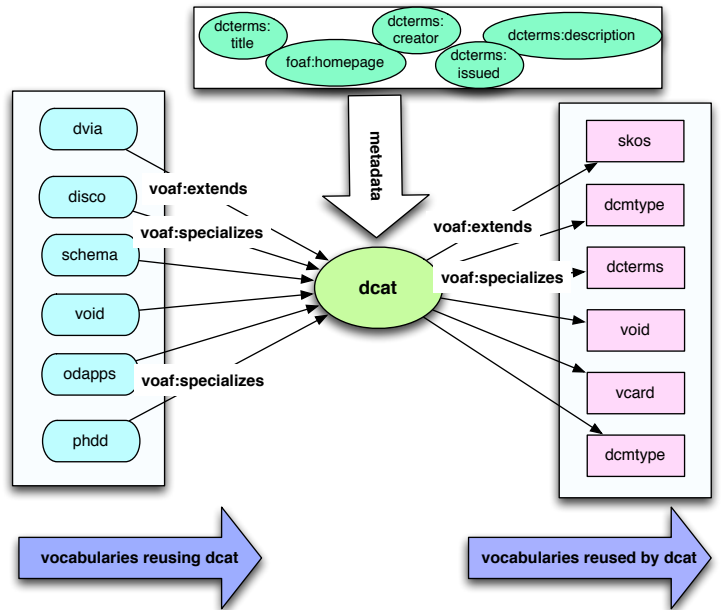 dcterms:
title
foaf:homepage
dcterms:
creator
dcterms:
issued
dcterms:description
metadata
dvia
disco
schema
void
odapps
phdd
voaf:extends
voaf:specializes
voaf:specializes
dcat
voaf:extends
voaf:specializes
skos
dcmtype
dcterms
void
vcard
dcmtype
vocabularies reusing dcat
vocabularies reused by dcat